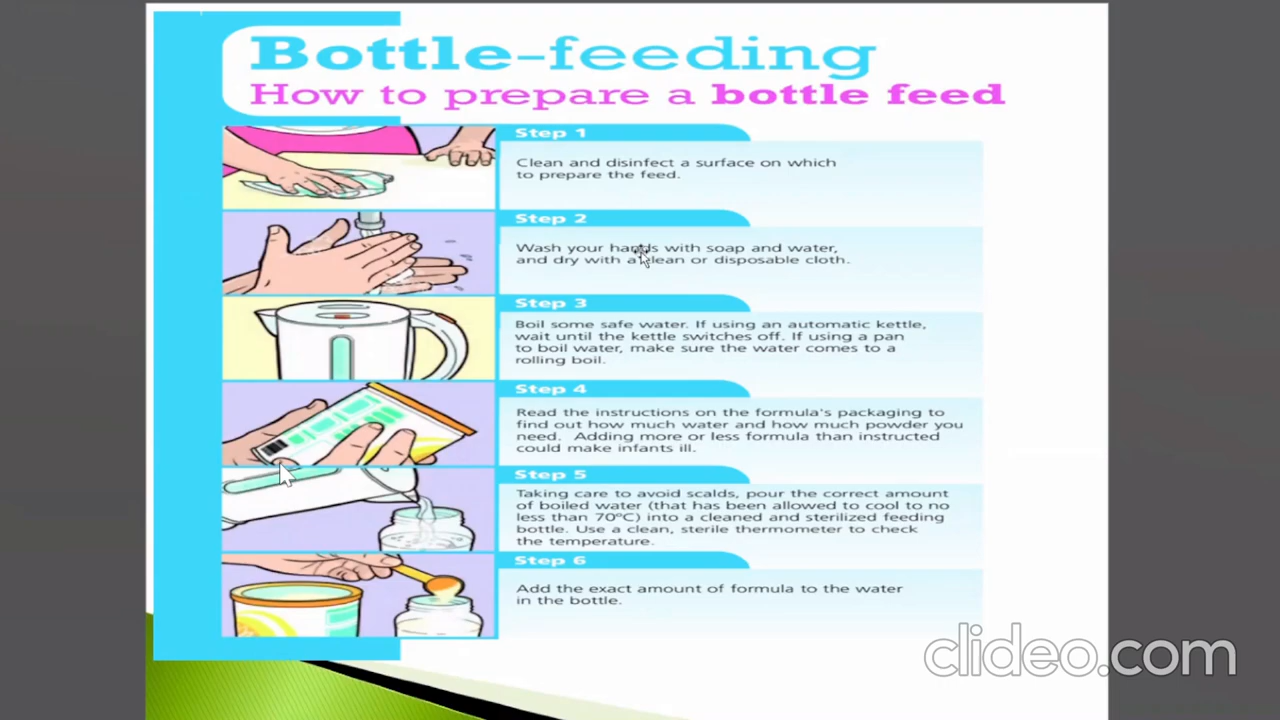 Bottle-feeding
How to prepare a bottle feed
Step 1
Clean and disinfect a surface on which
to prepare the feed.
Step 2
Wash your hands with soap and water,
and dry with a clean or disposable cloth.
Step 3
Boil some safe water. If using an automatic kettle,
wait until the kettle switches off. If using a pan
to boil water, make sure the water comes to a
rolling boil.
Step 4
Read the instructions on the formula's packaging to
find out how much water and how much powder you
need. Adding more or less formula than instructed
could make infants ill.
Step 5
Taking care to avoid scalds, pour the correct amount
of boiled water (that has been allowed to cool to no
less than 70°C) into a cleaned and sterilized feeding
bottle. Use a clean, sterile thermometer to check
the temperature.
Step 6
Add the exact amount of formula to the water
in the bottle.
clideo.com